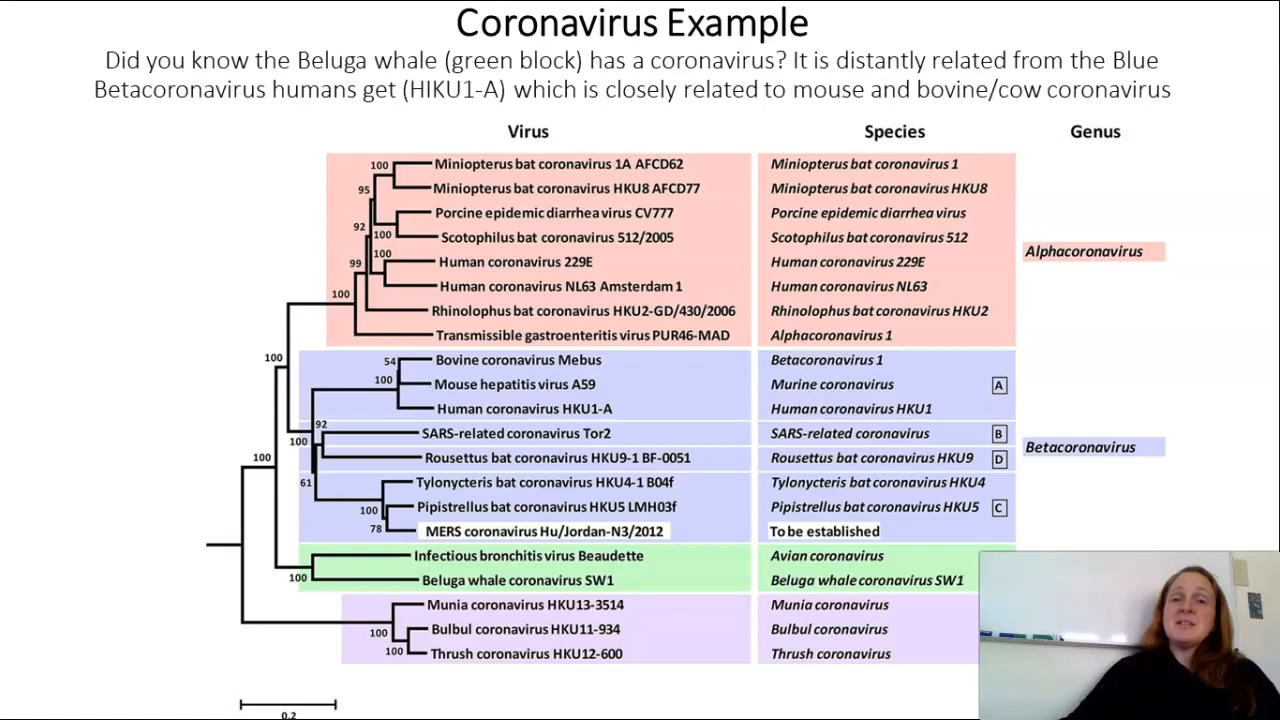 Coronavirus Example
Did you know the Beluga whale (green block) has a coronavirus? It is distantly related from the Blue
Betacoronavirus humans get (HIKU1-A) which is closely related to mouse and bovine/cow coronavirus
Virus Species Genus
100 Miniopterus bat coronavirus 1A AFCD62 Miniopterus bat coronavirus 1
95 Miniopterus bat coronavirus HKU8 AFCD77 Miniopterus bat coronavirus HKU8
Porcine epidemic diarrhea virus CV777 Porcine epidemic diarrhea virus
92 100 Scotophilus bat coronavirus 512/2005 Scotophilus bat coronavirus 512
Alphacoronavirus
99 100 Human coronavirus 229E Human coronavirus 229E
100 Human coronavirus NL63 Amsterdam 1 Human coronavirus NL63
Rhinolophus bat coronavirus HKU2-GD/430/2006 Rhinolophus bat coronavirus HKU2
Transmissible gastroenteritis virus PUR46-MAD Alphacoronavirus 1
100 54 Bovine coronavirus Mebus Betacoronavirus 1
100 Mouse hepatitis virus A59 Murine coronavirus A
Human coronavirus HKU1-A Human coronavirus HKU1
92 SARS-related coronavirus Tor2 SARS-related coronavirus B
100 Betacoronavirus
100 Rousettus bat coronavirus HKU9-1 BF-0051 Rousettus bat coronavirus HKU9 D
61 Tylonycteris bat coronavirus HKU4-1 B04f Tylonycteris bat coronavirus HKU4
100 Pipistrellus bat coronavirus HKU5 LMH03f Pipistrellus bat coronavirus HKU5 C
78 MERS coronavirus Hu/Jordan-N3/2012 To be established
Infectious bronchitis virus Beaudette Avian coronavirus
100 Beluga whale coronavirus SW1 Beluga whale coronavirus SW1
Munia coronavirus HKU13-3514 Munia coronavirus
100 Bulbul coronavirus HKU11-934 Bulbul coronavirus
100 Thrush coronavirus HKU12-600 Thrush coronavirus
0.2